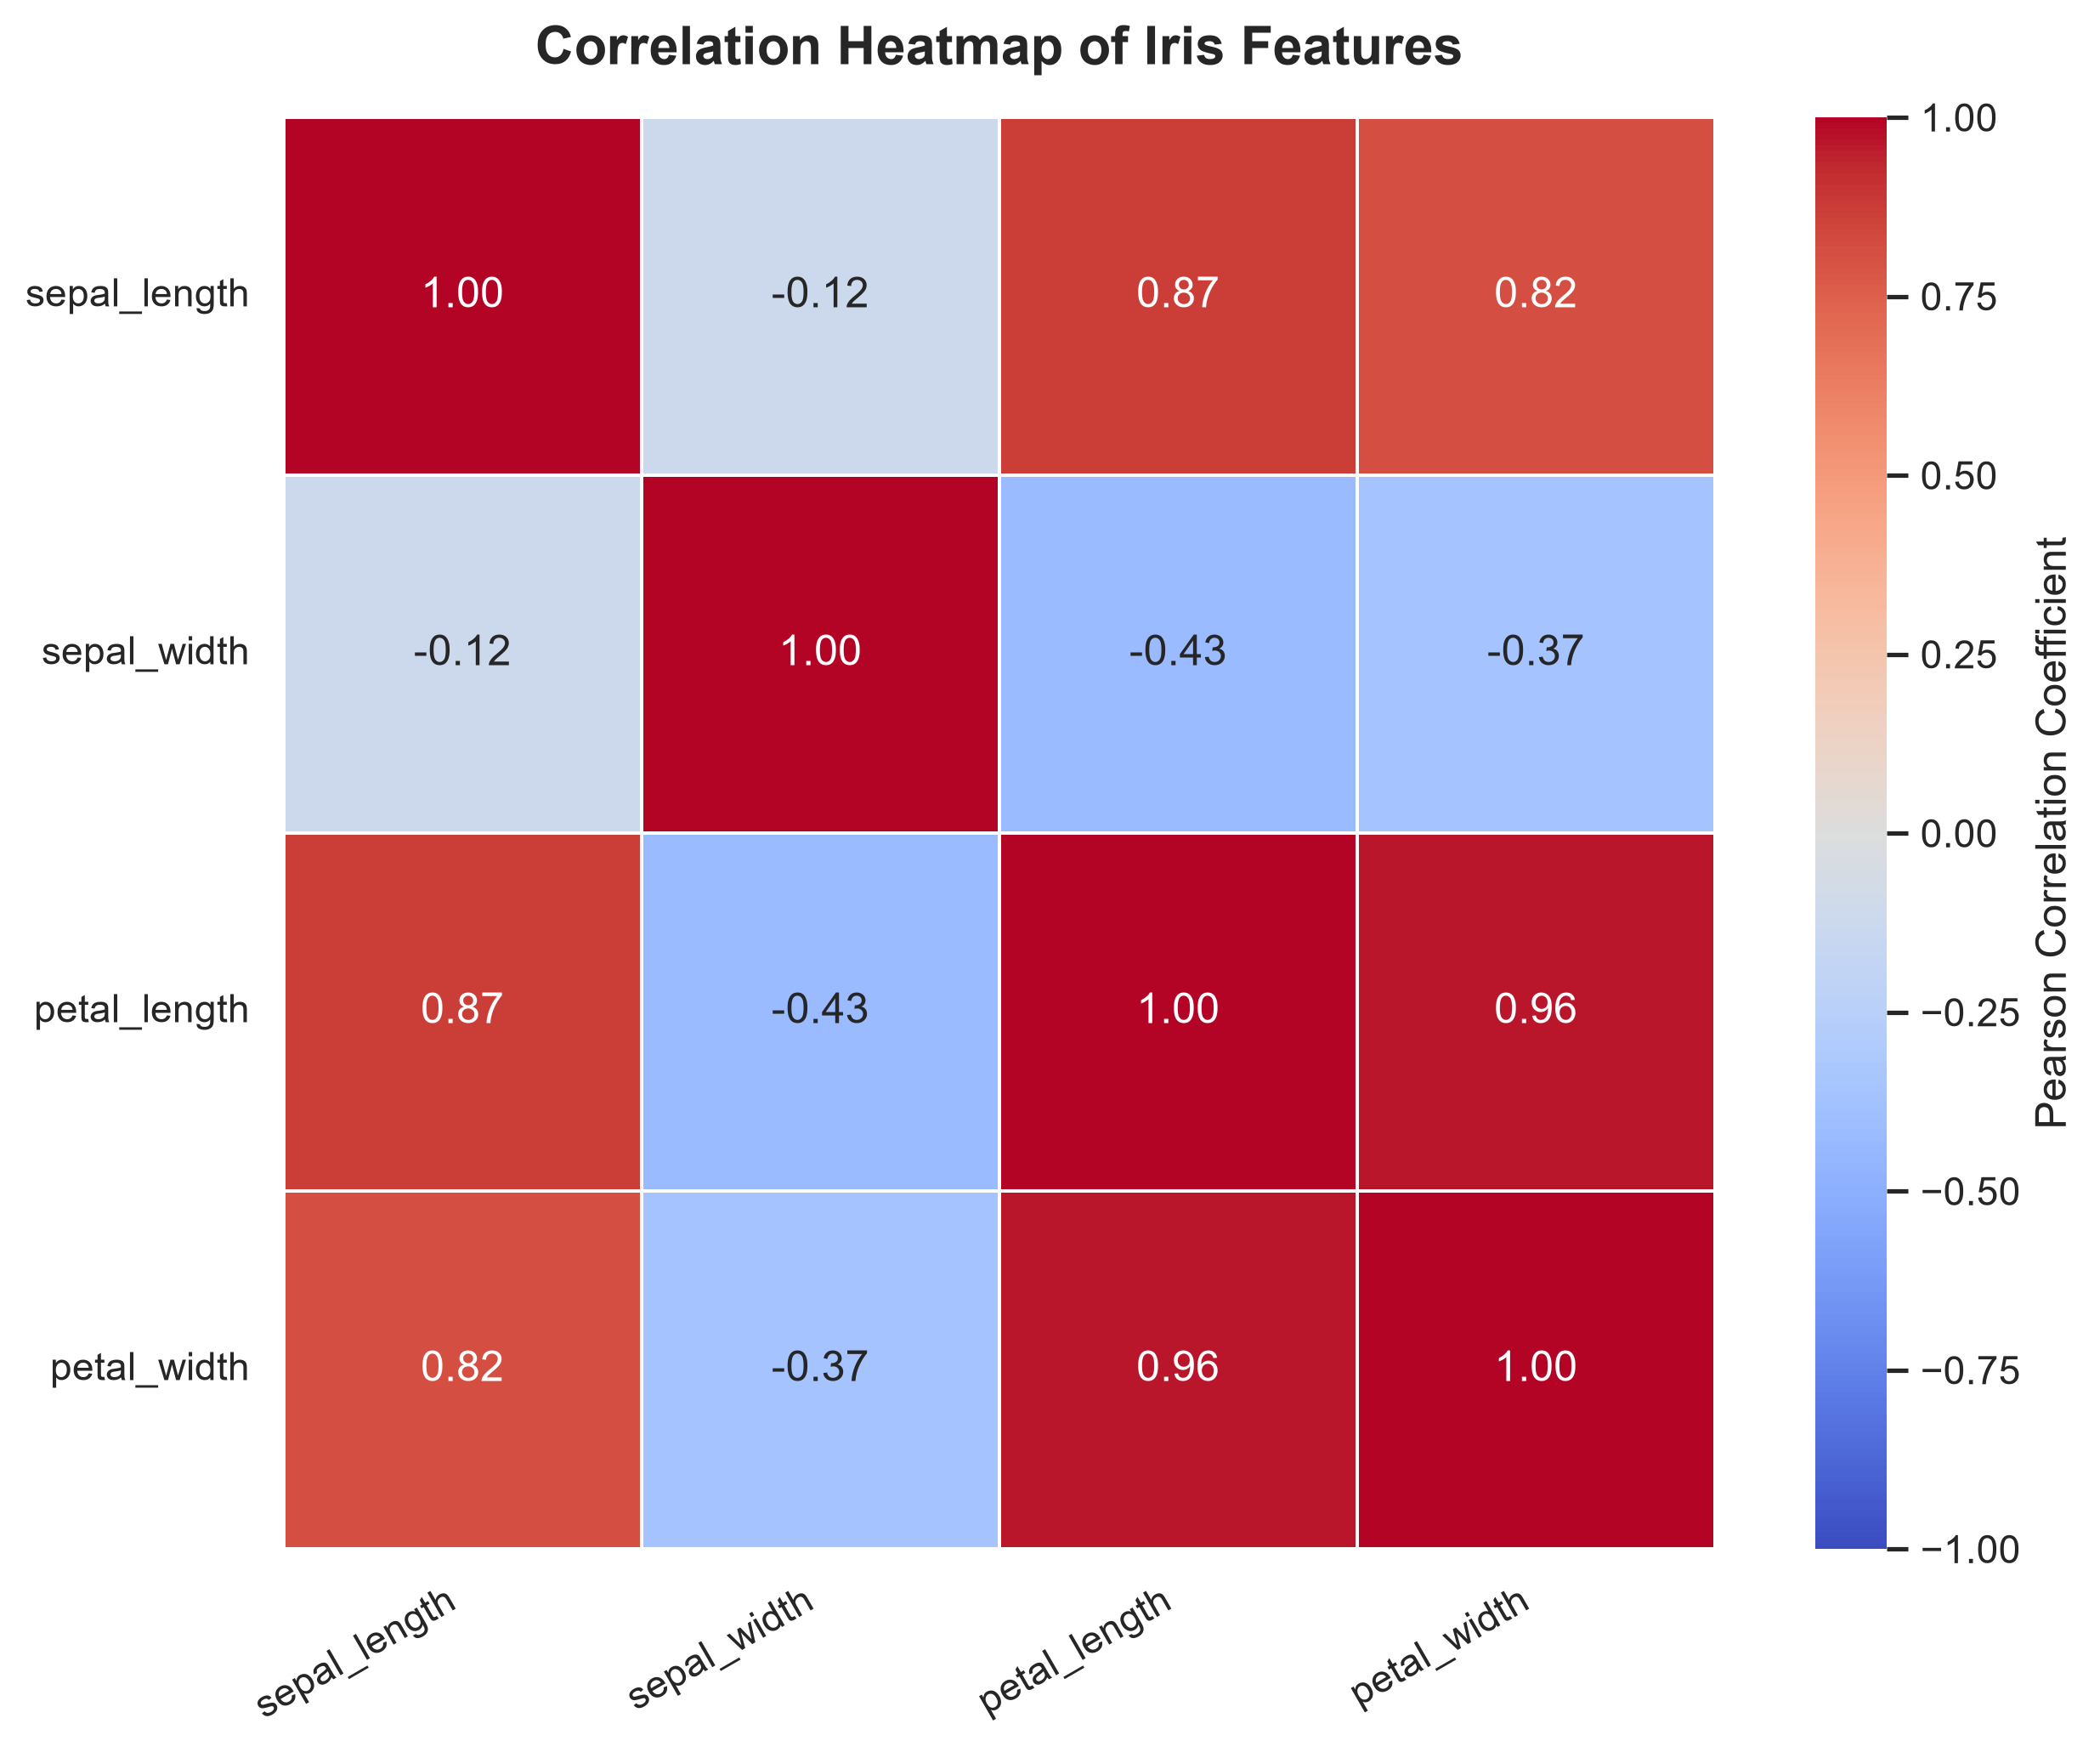 Correlation Heatmap of Iris Features
sepal_length
1.00
-0.12
0.87
0.82
sepal_width
-0.12
1.00
-0.43
-0.37
petal_length
0.87
-0.43
1.00
0.96
petal_width
0.82
-0.37
0.96
1.00
sepal_length
sepal_width
petal_length
petal_width
1.00
0.75
0.50
0.25
0.00
−0.25
−0.50
−0.75
−1.00
Pearson Correlation Coefficient